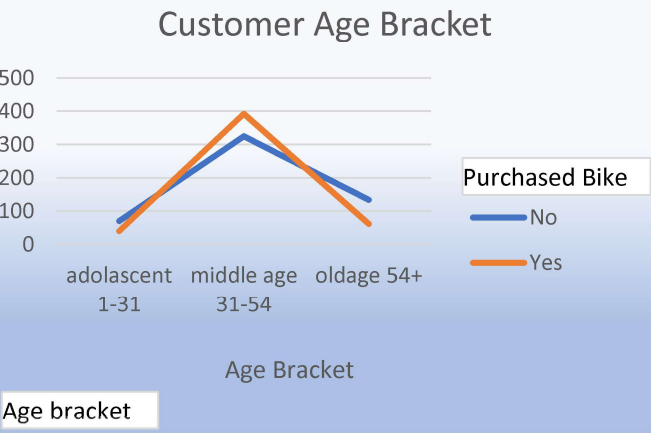 Customer Age Bracket
500
400
300
200
100
0
adolascent
1-31
middle age
31-54
oldage 54+
Age Bracket
Purchased Bike
No
Yes
Age bracket